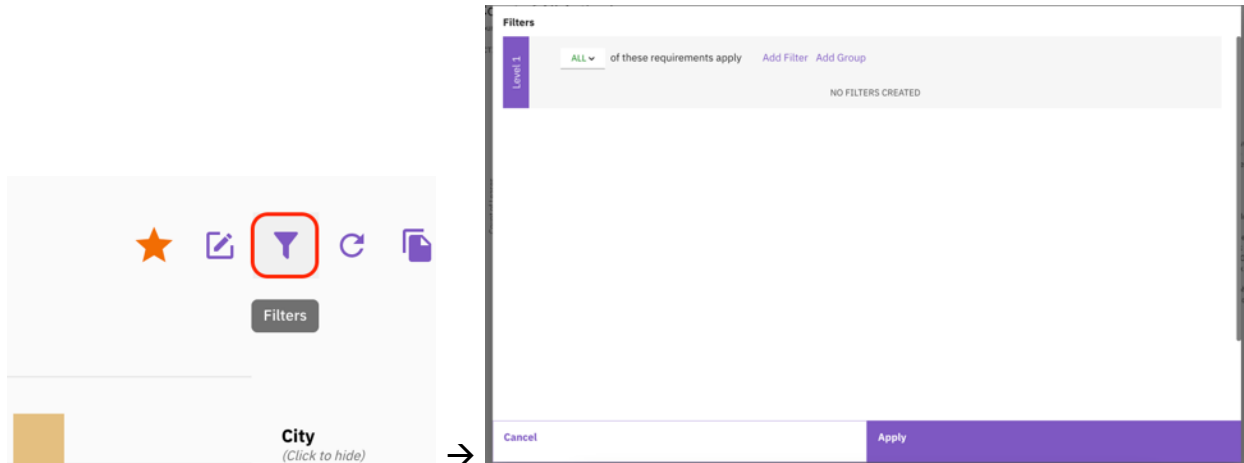 Filters
City
(Click to hide)
→
Filters
Level 1
ALL of these requirements apply Add Filter Add Group
NO FILTERS CREATED
Cancel
Apply